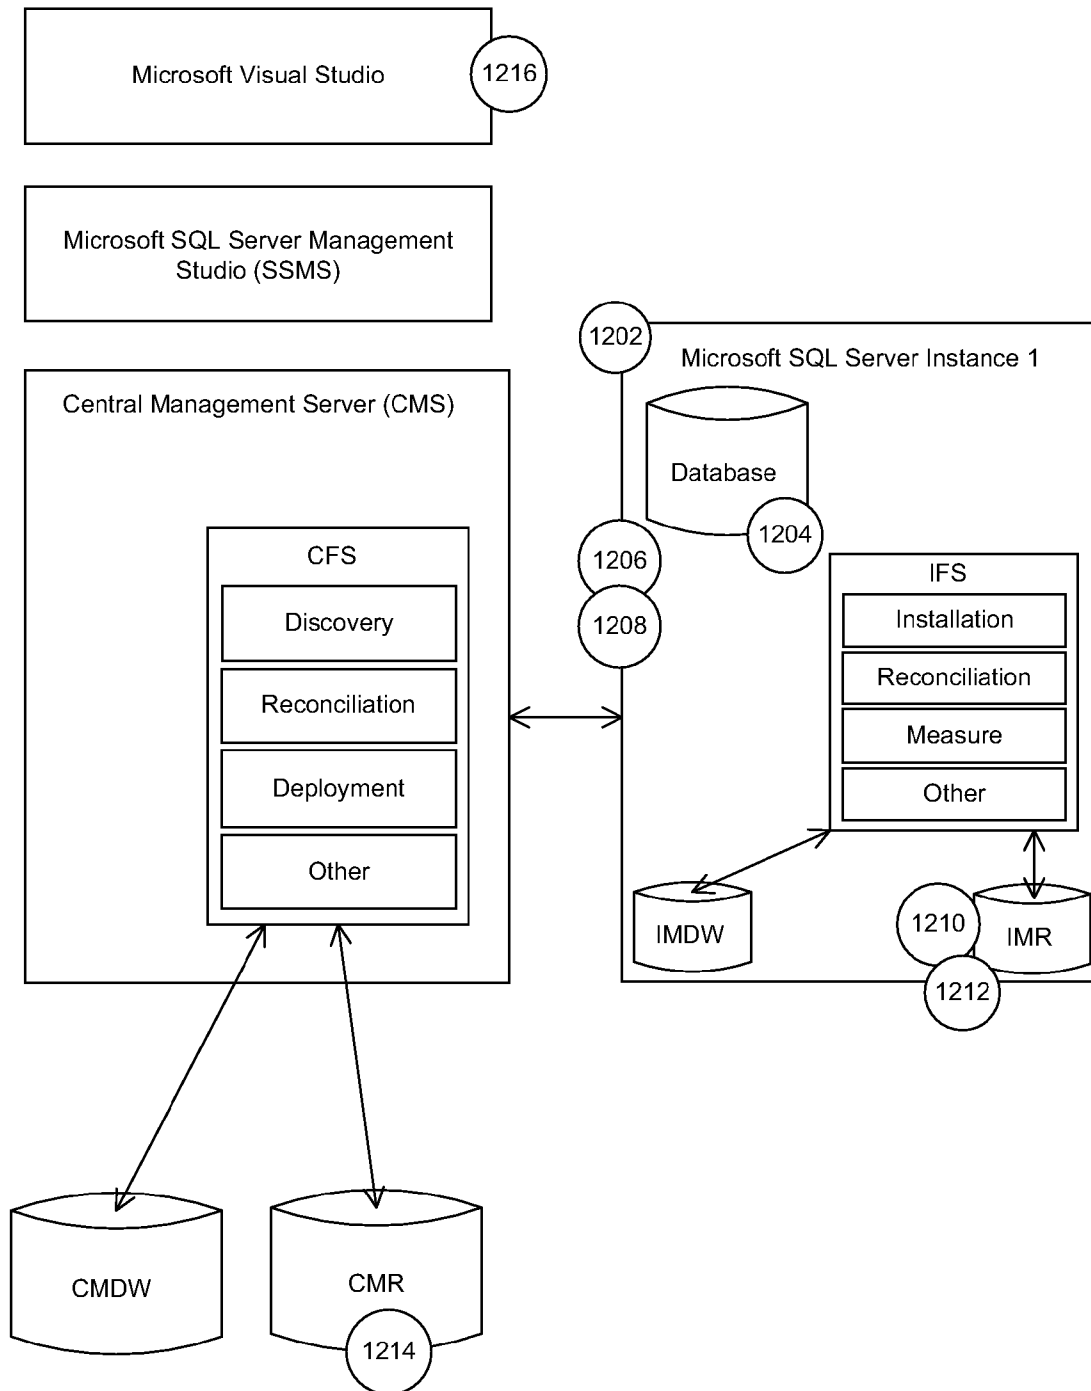 Microsoft Visual Studio
1216
Microsoft SQL Server Management
Studio (SSMS)
Central Management Server (CMS)
CFS
Discovery
Reconciliation
Deployment
Other
1202
Microsoft SQL Server Instance 1
Database
1204
1206
1208
IFS
Installation
Reconciliation
Measure
Other
IMDW
1210
IMR
1212
CMDW
CMR
1214